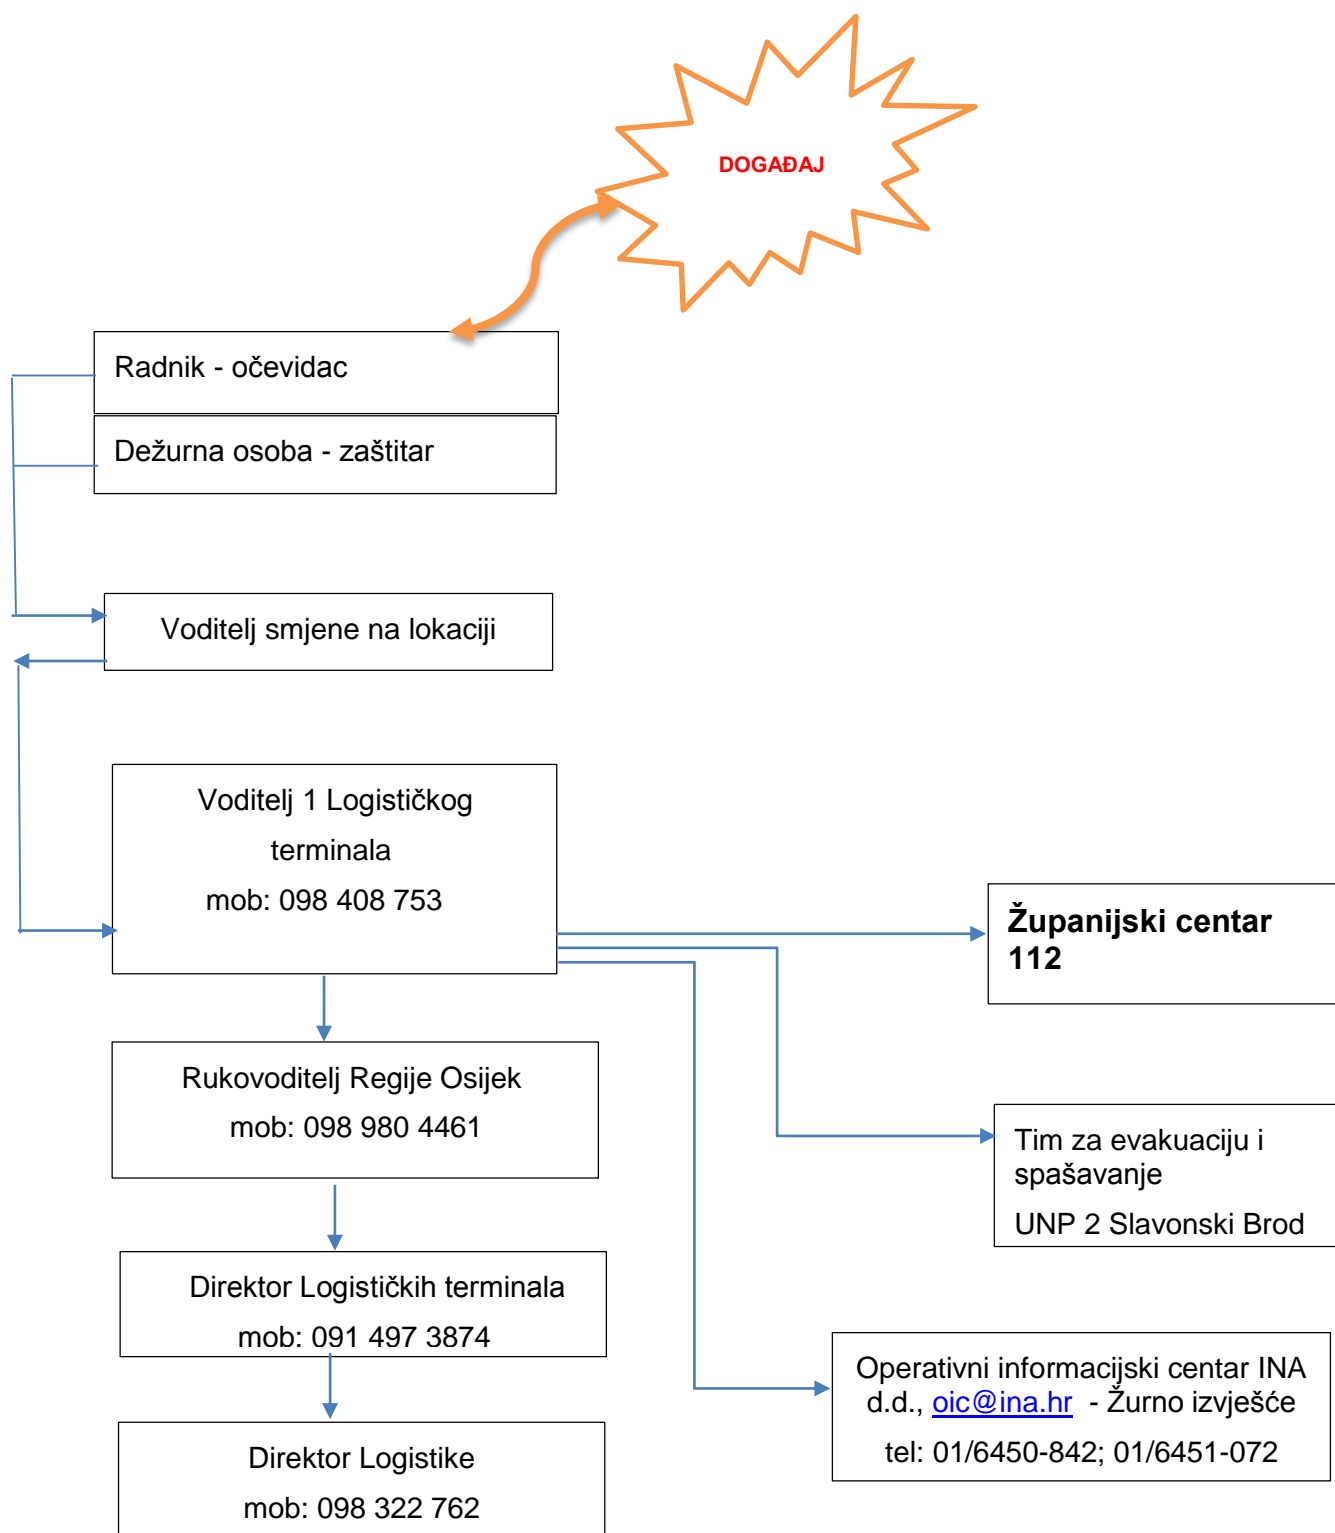 DOGAĐAJ
Radnik - očevidac
Dežurna osoba - zaštitar
Voditelj smjene na lokaciji
Voditelj 1 Logističkog
terminala
mob: 098 408 753
Županijski centar
112
Rukovoditelj Regije Osijek
mob: 098 980 4461
Tim za evakuaciju i
spašavanje
UNP 2 Slavonski Brod
Direktor Logističkih terminala
mob: 091 497 3874
Operativni informacijski centar INA
d.d., oic@ina.hr - Žurno izvješće
tel: 01/6450-842; 01/6451-072
Direktor Logistike
mob: 098 322 762